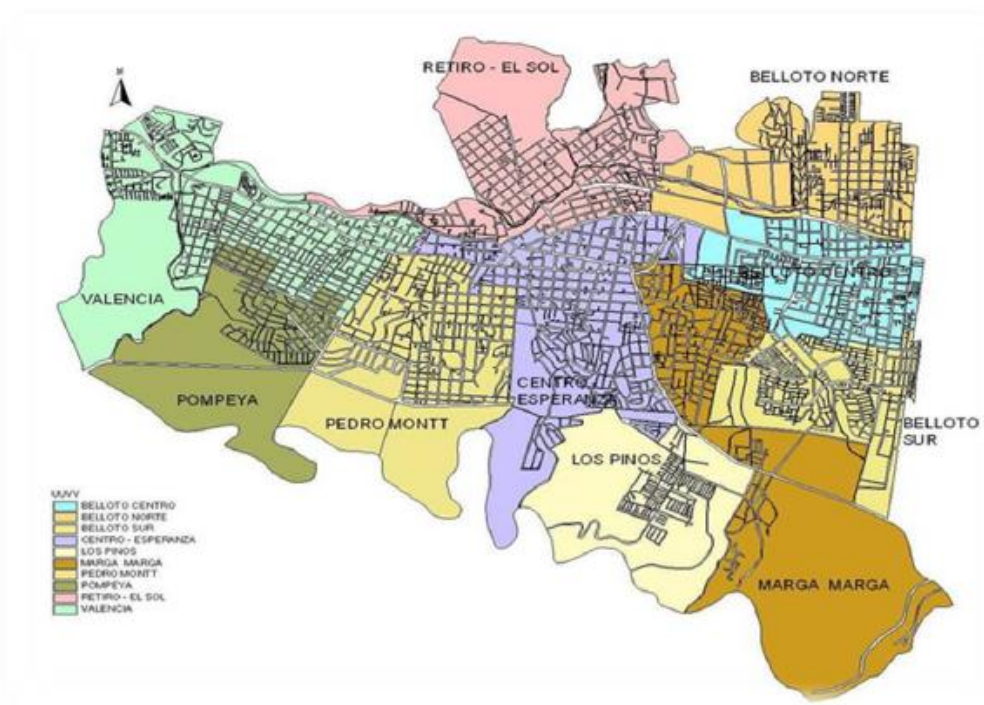 RETIRO - EL SOL
BELLOTO NORTE
N
VALENCIA
BELLOTO CENTRO
POMPEYA
PEDRO MONTT
CENTRO
ESPERANZA
LOS PINOS
BELLOTO
SUR
MARGA MARGA
UUVV
BELLOTO CENTRO
BELLOTO NORTE
BELLOTO SUR
CENTRO - ESPERANZA
LOS PINOS
MARGA MARGA
PEDRO MONTT
POMPEYA
RETIRO - EL SOL
VALENCIA